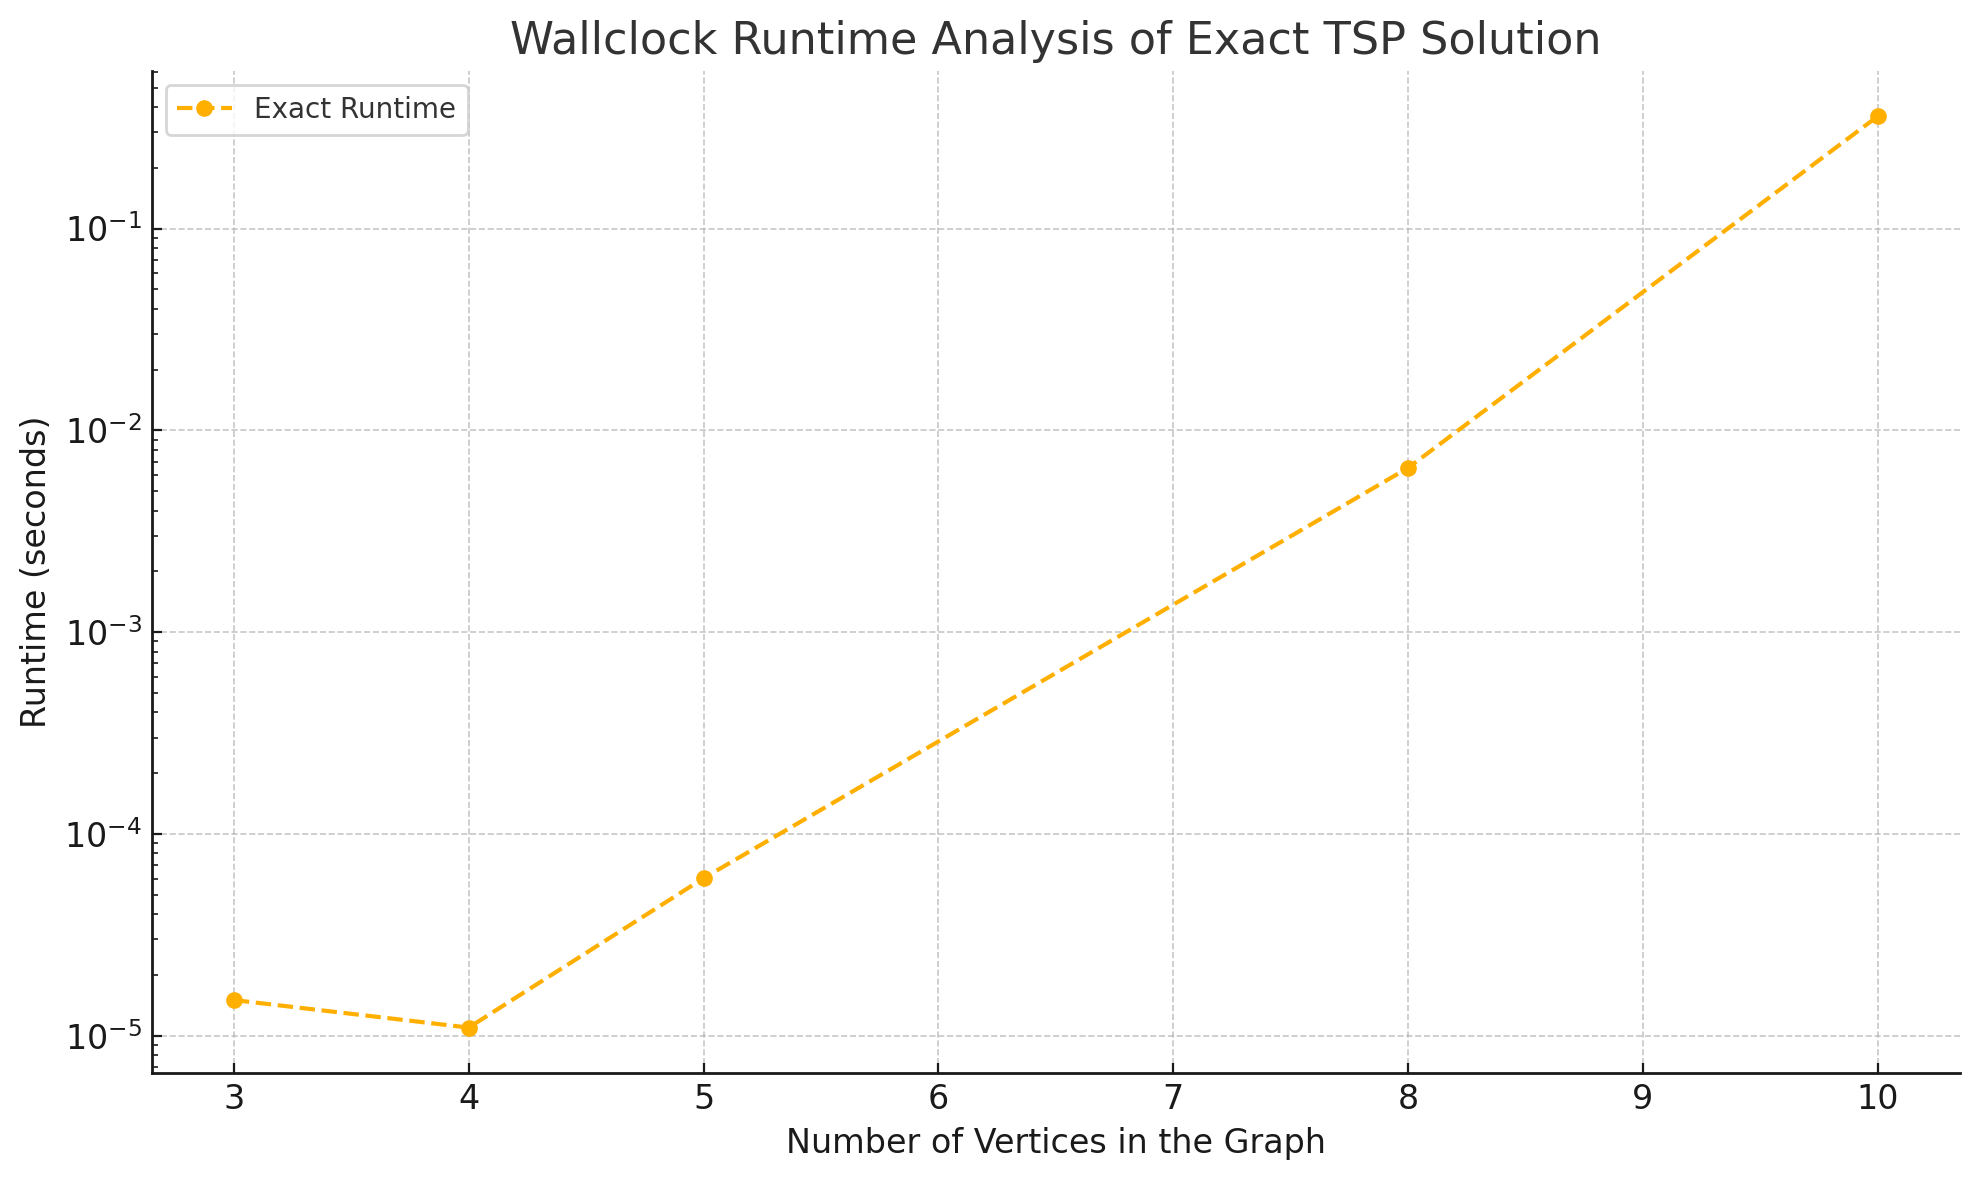 Wallclock Runtime Analysis of Exact TSP Solution
Exact Runtime
Runtime (seconds)
10⁻¹
10⁻²
10⁻³
10⁻⁴
10⁻⁵
3 4 5 6 7 8 9 10
Number of Vertices in the Graph